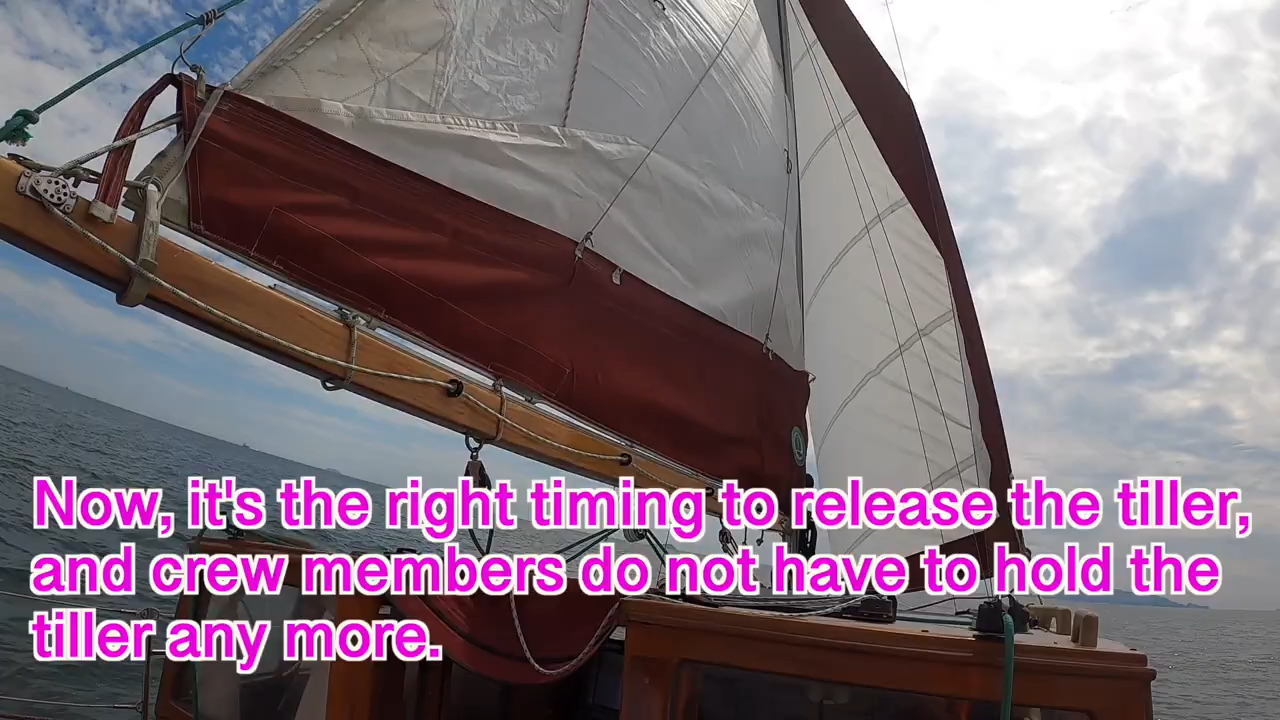 Now, it's the right timing to release the tiller,
and crew members do not have to hold the
tiller any more.